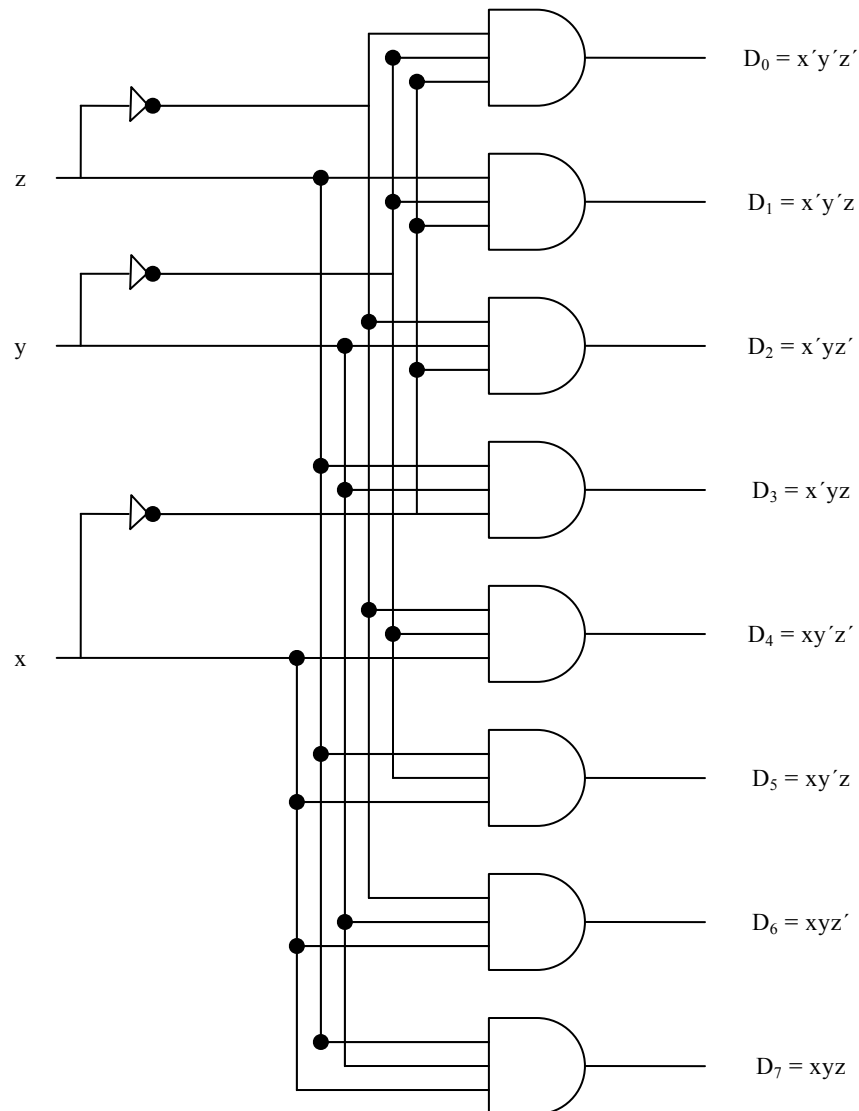 D₀ = x´y´z´
z
D₁ = x´y´z
y
D₂ = x´yz´
D₃ = x´yz
x
D₄ = xy´z´
D₅ = xy´z
D₆ = xyz´
D₇ = xyz